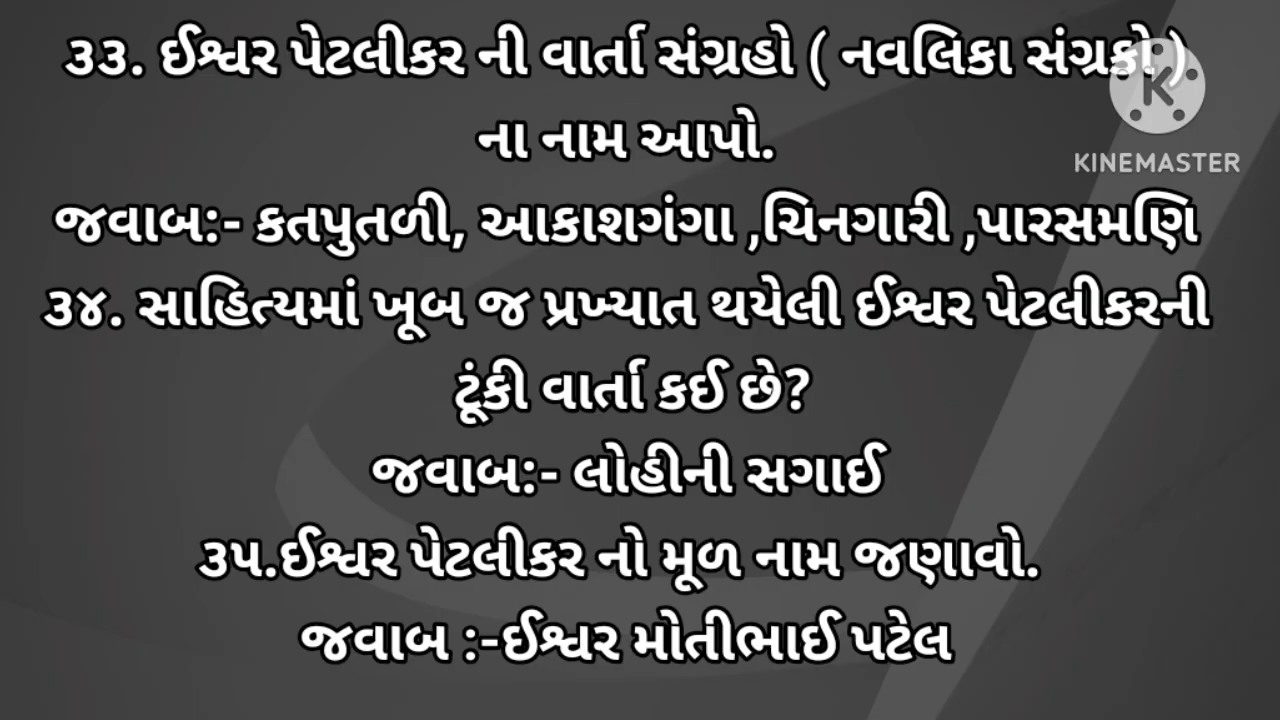 ૩૩. ઈશ્વર પેટલીકર ની વાર્તા સંગ્રહો ( નવલિકા સંગ્રકો )
ના નામ આપો.
જવાબ:- કતપુતળી, આકાશગંગા ,ચિનગારી ,પારસમણિ
૩૪. સાહિત્યમાં ખૂબ જ પ્રખ્યાત થયેલી ઈશ્વર પેટલીકરની
ટૂંકી વાર્તા કઈ છે?
જવાબ:- લોહીની સગાઈ
૩૫.ઈશ્વર પેટલીકર નો મૂળ નામ જણાવો.
જવાબ :-ઈશ્વર મોતીભાઈ પટેલ
K
KINEMASTER